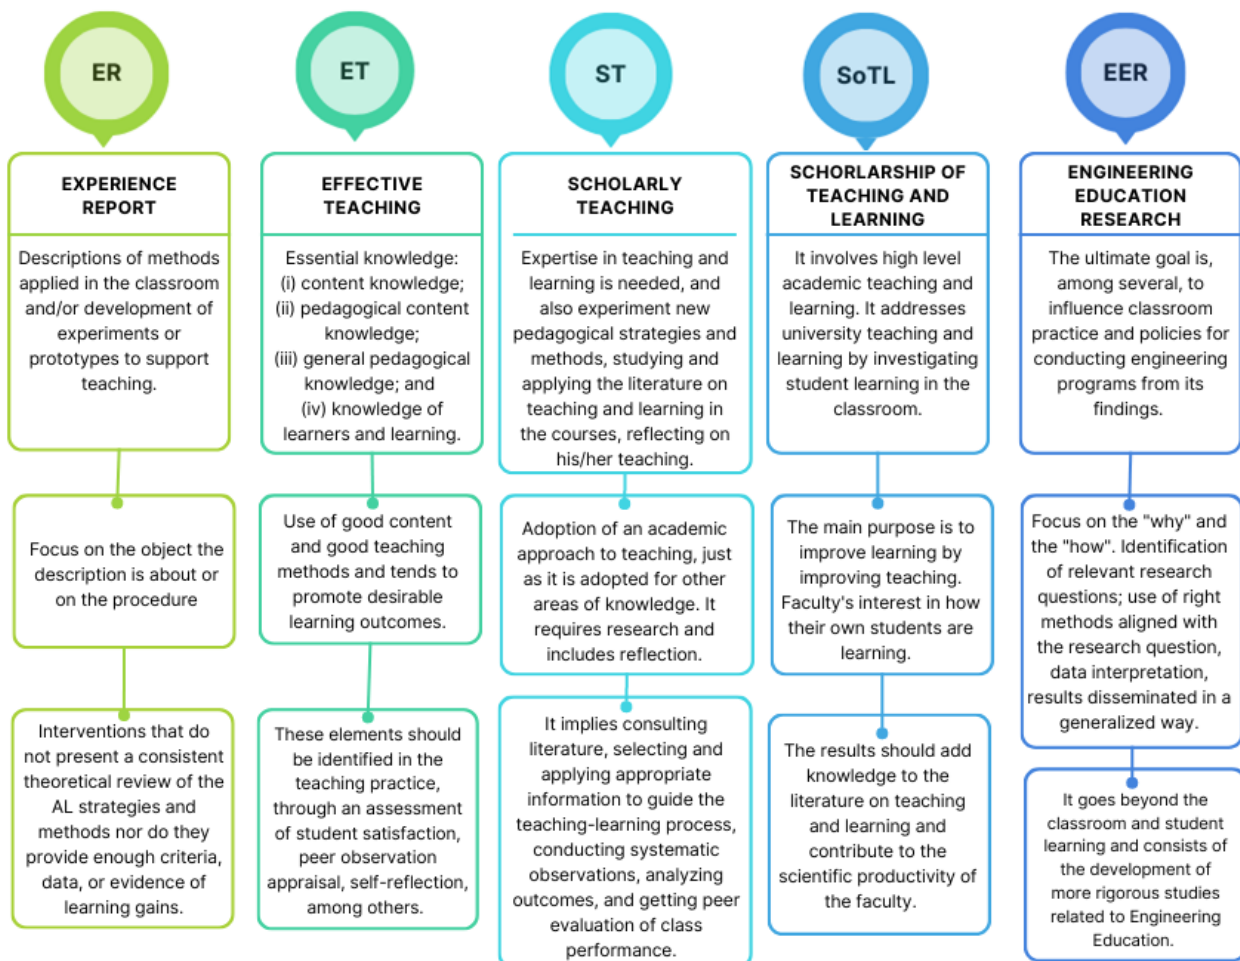 ER
ET
ST
SoTL
EER
EXPERIENCE
REPORT
Descriptions of methods
applied in the classroom
and/or development of
experiments or
prototypes to support
teaching.
Focus on the object the
description is about or
on the procedure
Interventions that do
not present a consistent
theoretical review of the
AL strategies and
methods nor do they
provide enough criteria,
data, or evidence of
learning gains.
EFFECTIVE
TEACHING
Essential knowledge:
(i) content knowledge;
(ii) pedagogical content
knowledge;
(iii) general pedagogical
knowledge; and
(iv) knowledge of
learners and learning.
Use of good content
and good teaching
methods and tends to
promote desirable
learning outcomes.
These elements should
be identified in the
teaching practice,
through an assessment
of student satisfaction,
peer observation
appraisal, self-reflection,
among others.
SCHOLARLY
TEACHING
Expertise in teaching and
learning is needed, and
also experiment new
pedagogical strategies and
methods, studying and
applying the literature on
teaching and learning in
the courses, reflecting on
his/her teaching.
Adoption of an academic
approach to teaching, just
as it is adopted for other
areas of knowledge. It
requires research and
includes reflection.
It implies consulting
literature, selecting and
applying appropriate
information to guide the
teaching-learning process,
conducting systematic
observations, analyzing
outcomes, and getting peer
evaluation of class
performance.
SCHORLARSHIP OF
TEACHING AND
LEARNING
It involves high level
academic teaching and
learning. It addresses
university teaching and
learning by investigating
student learning in the
classroom.
The main purpose is to
improve learning by
improving teaching.
Faculty's interest in how
their own students are
learning.
The results should add
knowledge to the
literature on teaching
and learning and
contribute to the
scientific productivity of
the faculty.
ENGINEERING
EDUCATION
RESEARCH
The ultimate goal is,
among several, to
influence classroom
practice and policies for
conducting engineering
programs from its
findings.
Focus on the "why" and
the "how". Identification
of relevant research
questions; use of right
methods aligned with
the research question,
data interpretation,
results disseminated in a
generalized way.
It goes beyond the
classroom and student
learning and consists of
the development of
more rigorous studies
related to Engineering
Education.